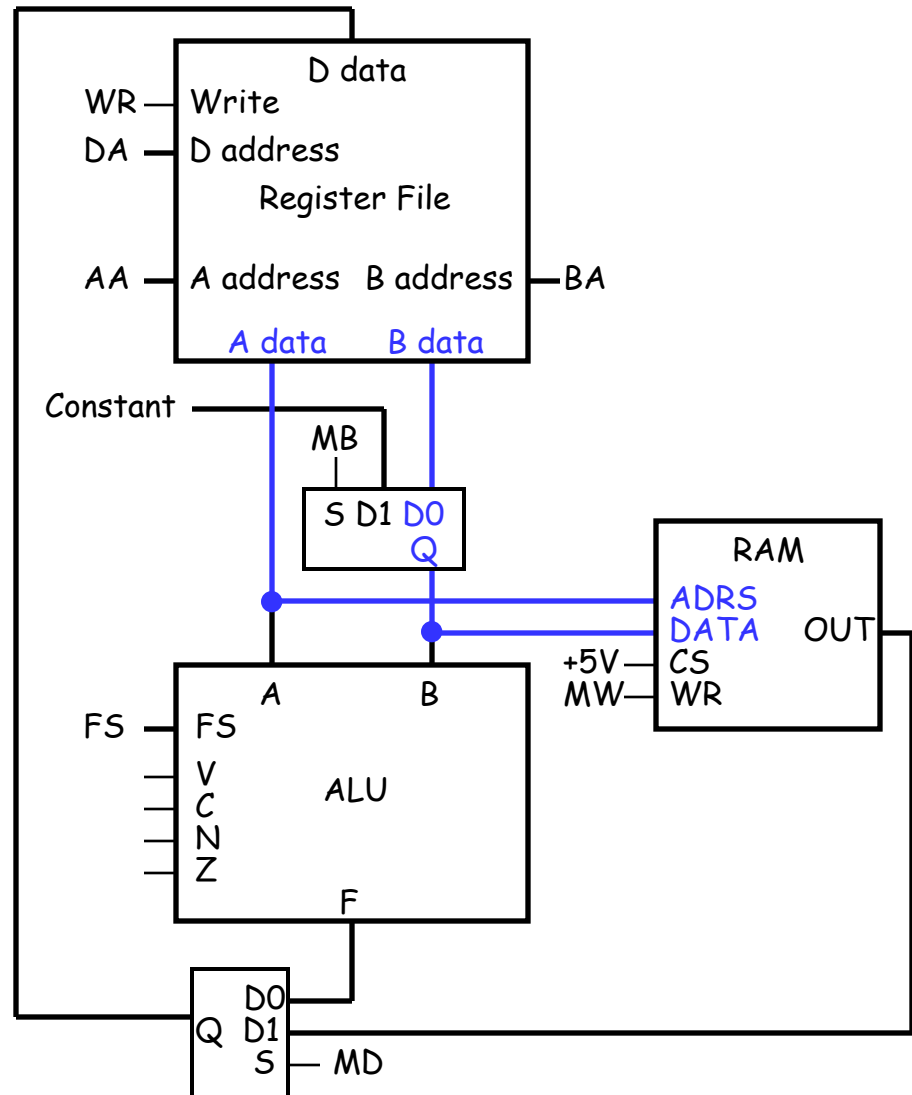 D data
WR Write
DA D address
Register File
AA A address B address BA
A data B data
Constant
MB
S D1 D0
Q
RAM
ADRS
DATA OUT
+5V CS
MW WR
A B
FS FS
V
ALU
C
N
Z
F
D0
Q D1
S MD